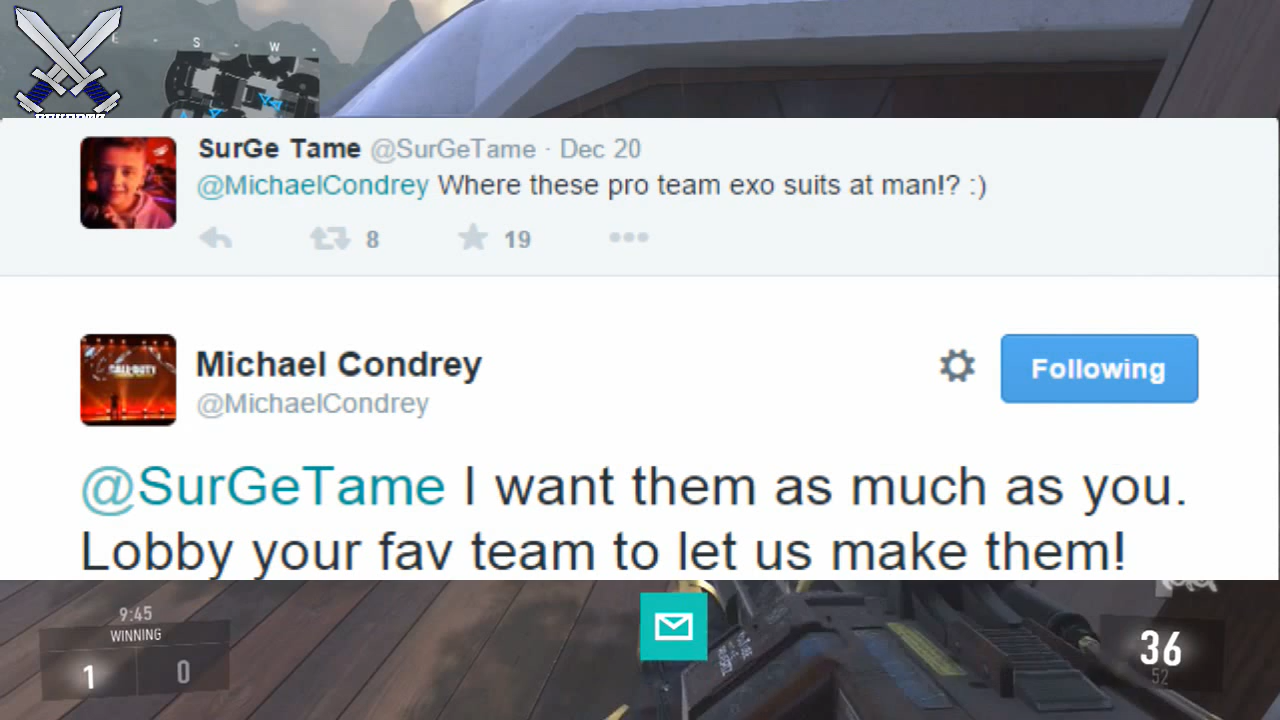 S W
SurGe Tame @SurGeTame · Dec 20
@MichaelCondrey Where these pro team exo suits at man!? :)
8 19
Michael Condrey
@MichaelCondrey
Following
@SurGeTame I want them as much as you.
Lobby your fav team to let us make them!
9:45
WINNING
1 0
36
52